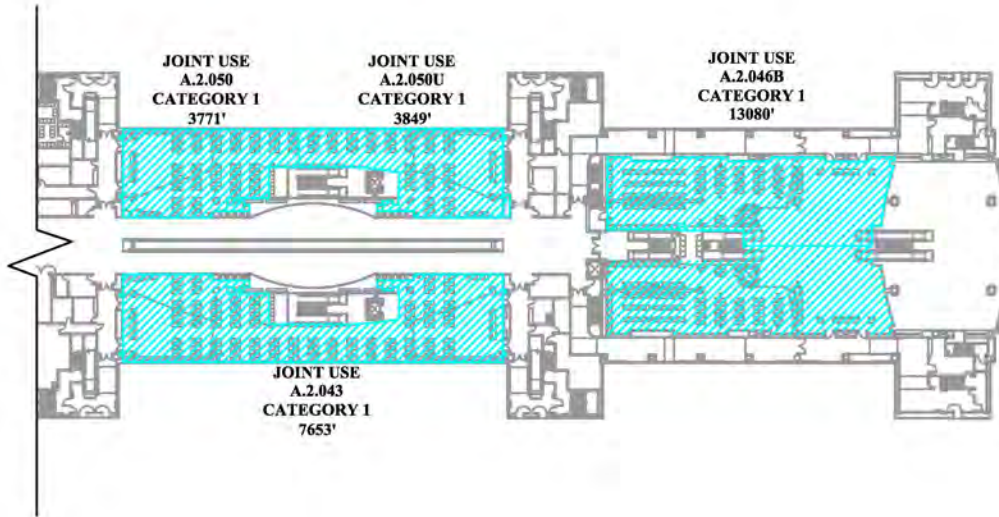 JOINT USE
A.2.050
CATEGORY 1
3771'
JOINT USE
A.2.050U
CATEGORY 1
3849'
JOINT USE
A.2.046B
CATEGORY 1
13080'
JOINT USE
A.2.043
CATEGORY 1
7653'